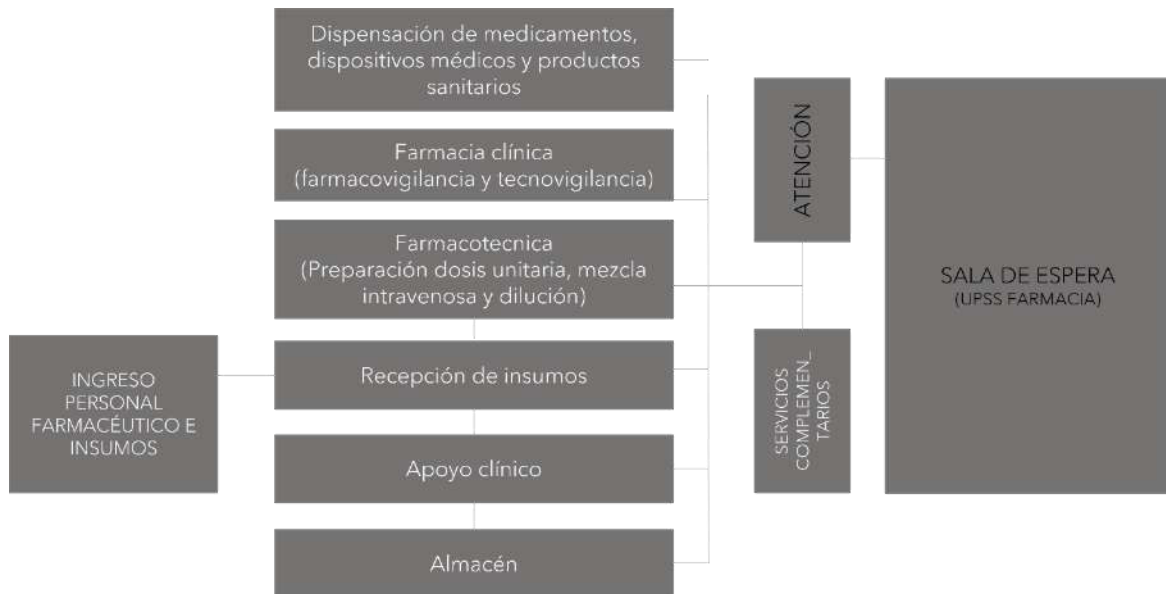 Dispensación de medicamentos,
dispositivos médicos y productos
sanitarios
Farmacia clínica
(farmacovigilancia y tecnovigilancia)
Farmacotecnica
(Preparación dosis unitaria, mezcla
intravenosa y dilución)
INGRESO
PERSONAL
FARMACÉUTICO E
INSUMOS
Recepción de insumos
Apoyo clínico
Almacén
ATENCIÓN
SERVICIOS
COMPLEMEN_
TARIOS
SALA DE ESPERA
(UPSS FARMACIA)